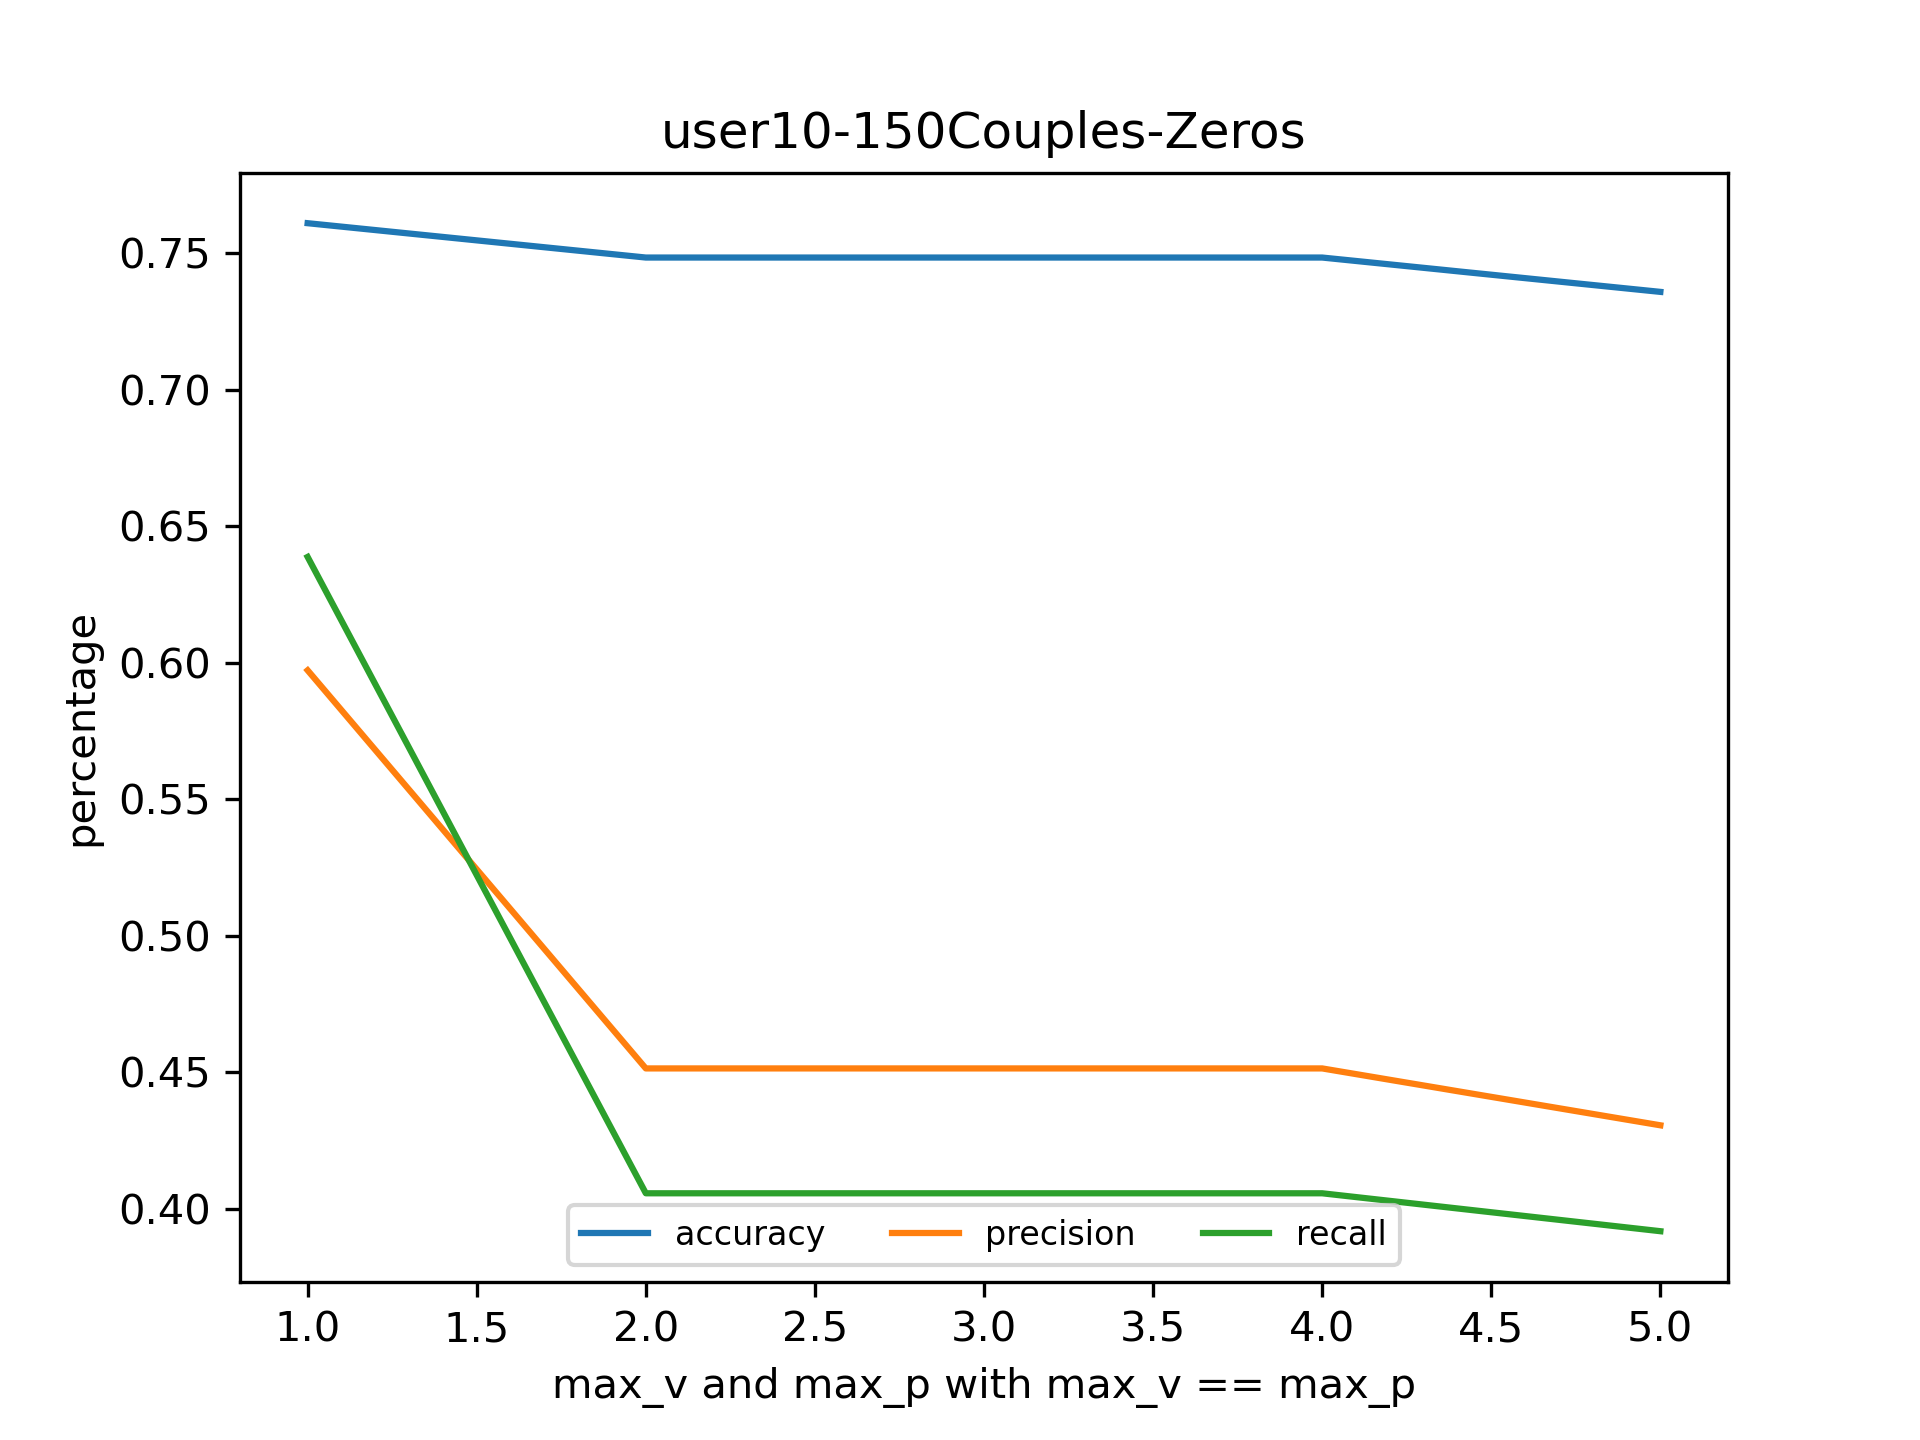 user10-150Couples-Zeros
percentage
0.75
0.70
0.65
0.60
0.55
0.50
0.45
0.40
accuracy precision recall
1.0 1.5 2.0 2.5 3.0 3.5 4.0 4.5 5.0
max_v and max_p with max_v == max_p